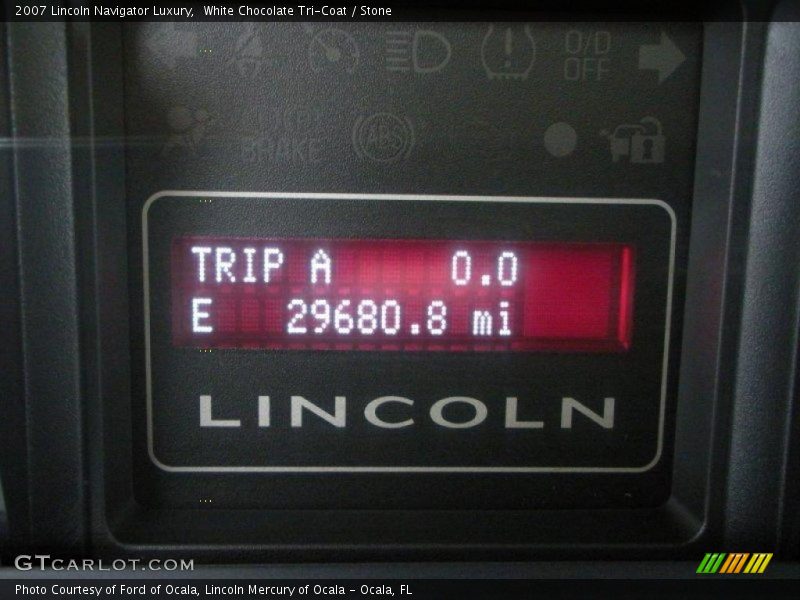 2007 Lincoln Navigator Luxury,  White Chocolate Tri-Coat / Stone
O/D
OFF
BRAKE
ABS
TRIP A 0.0
E 29680.8 mi
LINCOLN
GTCARLOT.COM
Photo Courtesy of Ford of Ocala, Lincoln Mercury of Ocala - Ocala, FL